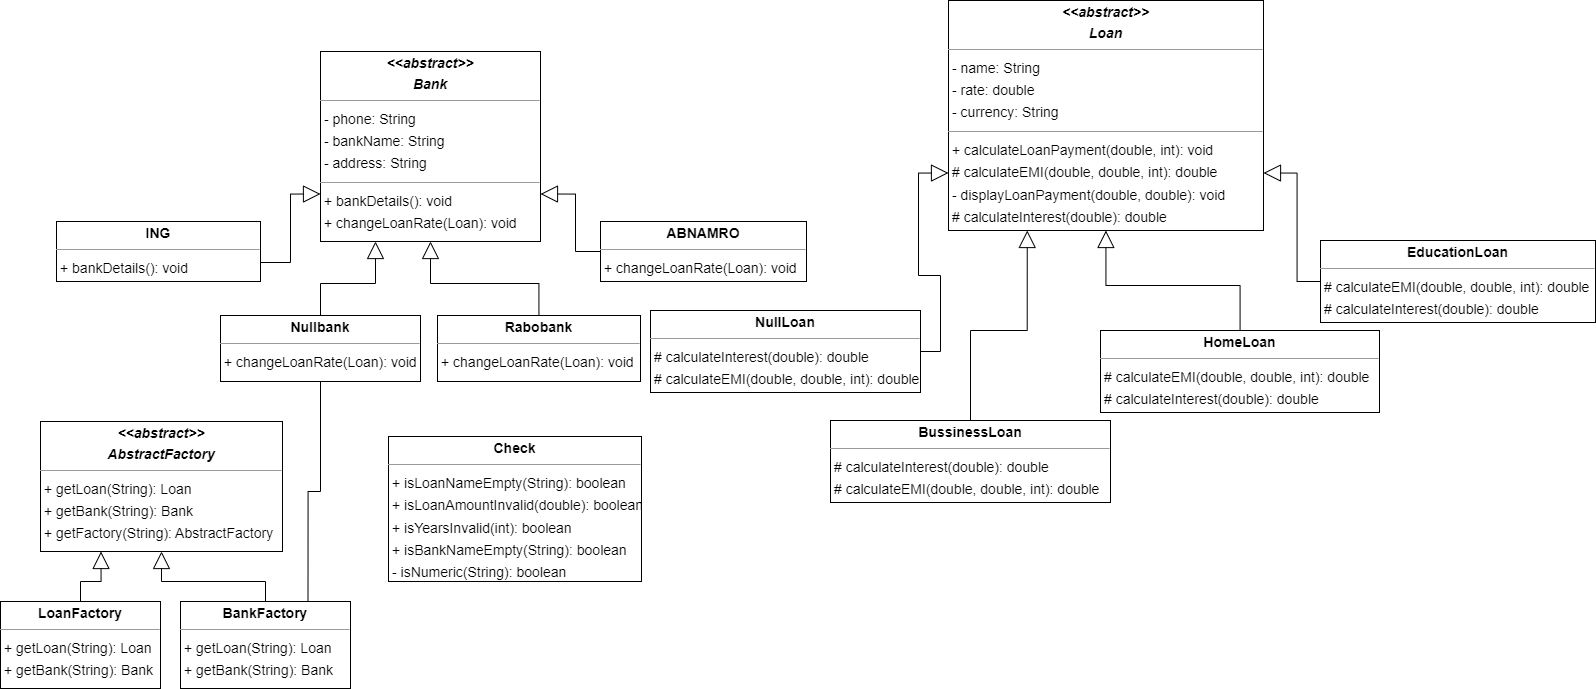 <<abstract>>
Bank
- phone: String
- bankName: String
- address: String
+ bankDetails(): void
+ changeLoanRate(Loan): void
<<abstract>>
Loan
- name: String
- rate: double
- currency: String
+ calculateLoanPayment(double, int): void
# calculateEMI(double, double, int): double
- displayLoanPayment(double, double): void
# calculateInterest(double): double
ING
+ bankDetails(): void
ABNAMRO
+ changeLoanRate(Loan): void
Nullbank
+ changeLoanRate(Loan): void
Rabobank
+ changeLoanRate(Loan): void
NullLoan
# calculateInterest(double): double
# calculateEMI(double, double, int): double
EducationLoan
# calculateEMI(double, double, int): double
# calculateInterest(double): double
HomeLoan
# calculateEMI(double, double, int): double
# calculateInterest(double): double
BussinessLoan
# calculateInterest(double): double
# calculateEMI(double, double, int): double
<<abstract>>
AbstractFactory
+ getLoan(String): Loan
+ getBank(String): Bank
+ getFactory(String): AbstractFactory
Check
+ isLoanNameEmpty(String): boolean
+ isLoanAmountInvalid(double): boolean
+ isYearsInvalid(int): boolean
+ isBankNameEmpty(String): boolean
- isNumeric(String): boolean
LoanFactory
+ getLoan(String): Loan
+ getBank(String): Bank
BankFactory
+ getLoan(String): Loan
+ getBank(String): Bank